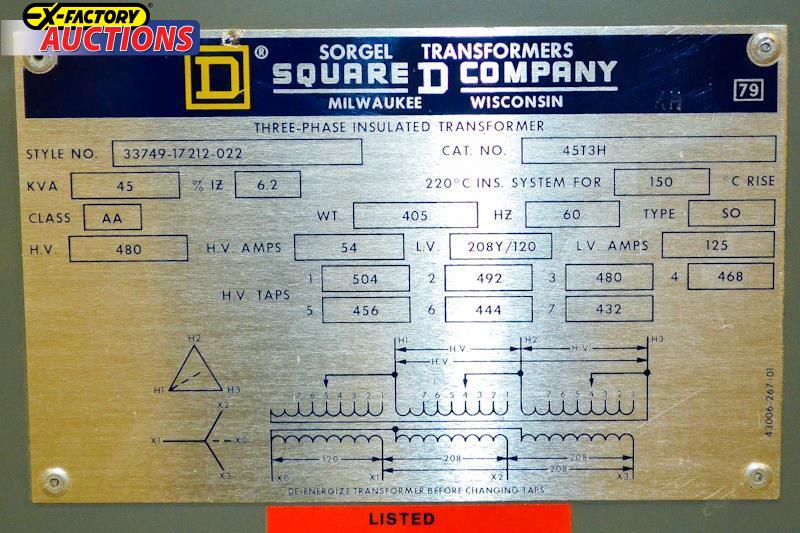 EX-FACTORY
AUCTIONS
D ®
SORGEL TRANSFORMERS
SQUARE D COMPANY
MILWAUKEE WISCONSIN
79
THREE-PHASE INSULATED TRANSFORMER
STYLE NO. 33749-17212-022 CAT. NO. 45T3H
KVA 45 % IZ 6.2 220°C INS. SYSTEM FOR 150 °C RISE
CLASS AA WT. 405 HZ 60 TYPE SO
H.V. 480 H.V. AMPS 54 L.V. 208Y/120 L.V. AMPS 125
H.V. TAPS
1 504 2 492 3 480 4 468
5 456 6 444 7 432
H2
H1 H3
H1 H2 H3
H.V. H.V.
H.V.
7 6 5 4 3 2 1 7 6 5 4 3 2 1 7 6 5 4 3 2 1
X2
X1 X0
X3
120 208 208
208
X0 X1 X2 X3
DE-ENERGIZE TRANSFORMER BEFORE CHANGING TAPS
43006-267-01
LISTED